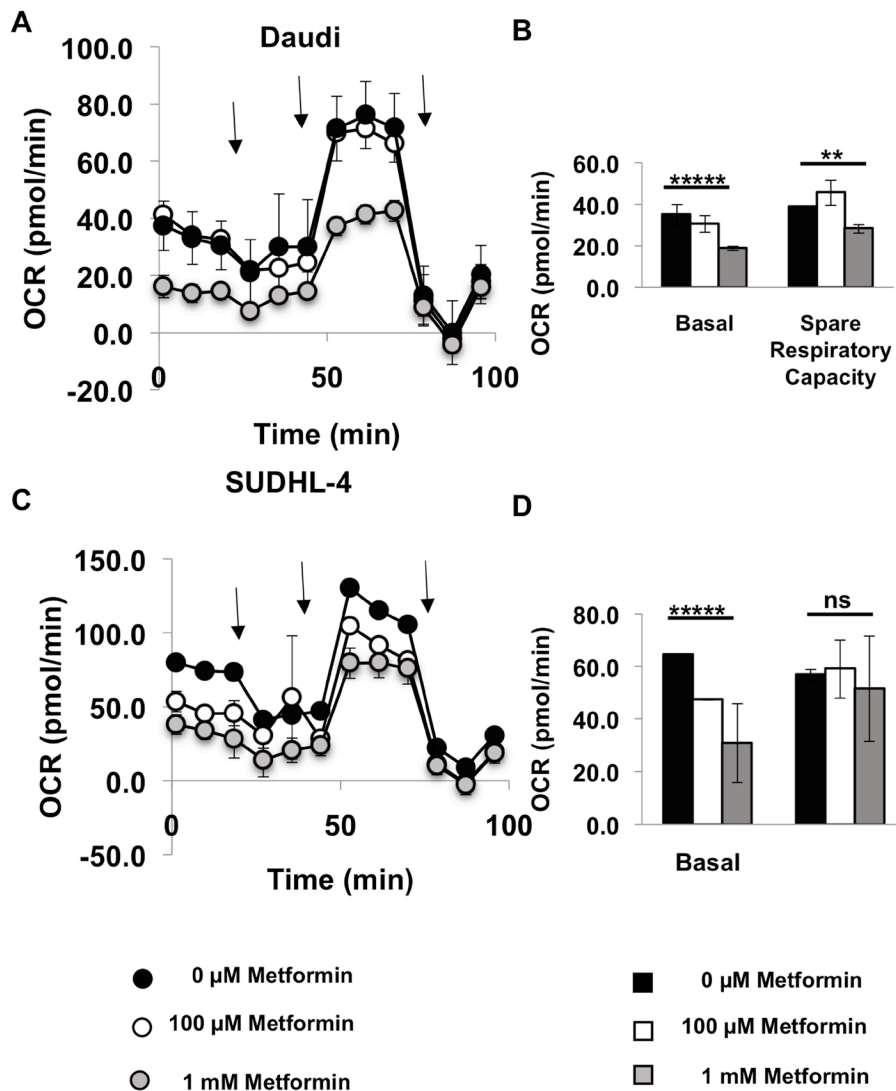 A
Daudi
OCR (pmol/min)
100.0
80.0
60.0
40.0
20.0
0.0
-20.0
0
50
100
Time (min)
B
OCR (pmol/min)
60.0
40.0
20.0
0.0
*****
**
Basal
Spare
Respiratory
Capacity
C
SUDHL-4
OCR (pmol/min)
150.0
100.0
50.0
0.0
-50.0
0
50
100
Time (min)
D
OCR (pmol/min)
80.0
60.0
40.0
20.0
0.0
*****
ns
Basal
0 µM Metformin
100 µM Metformin
1 mM Metformin
0 µM Metformin
100 µM Metformin
1 mM Metformin